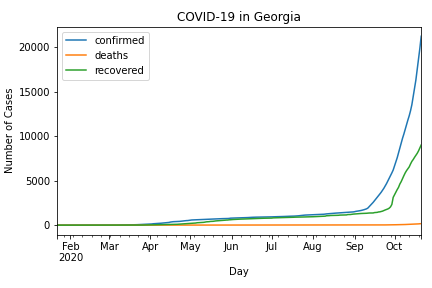 COVID-19 in Georgia
confirmed
deaths
recovered
Number of Cases
20000
15000
10000
5000
0
Feb Mar Apr May Jun Jul Aug Sep Oct
2020
Day